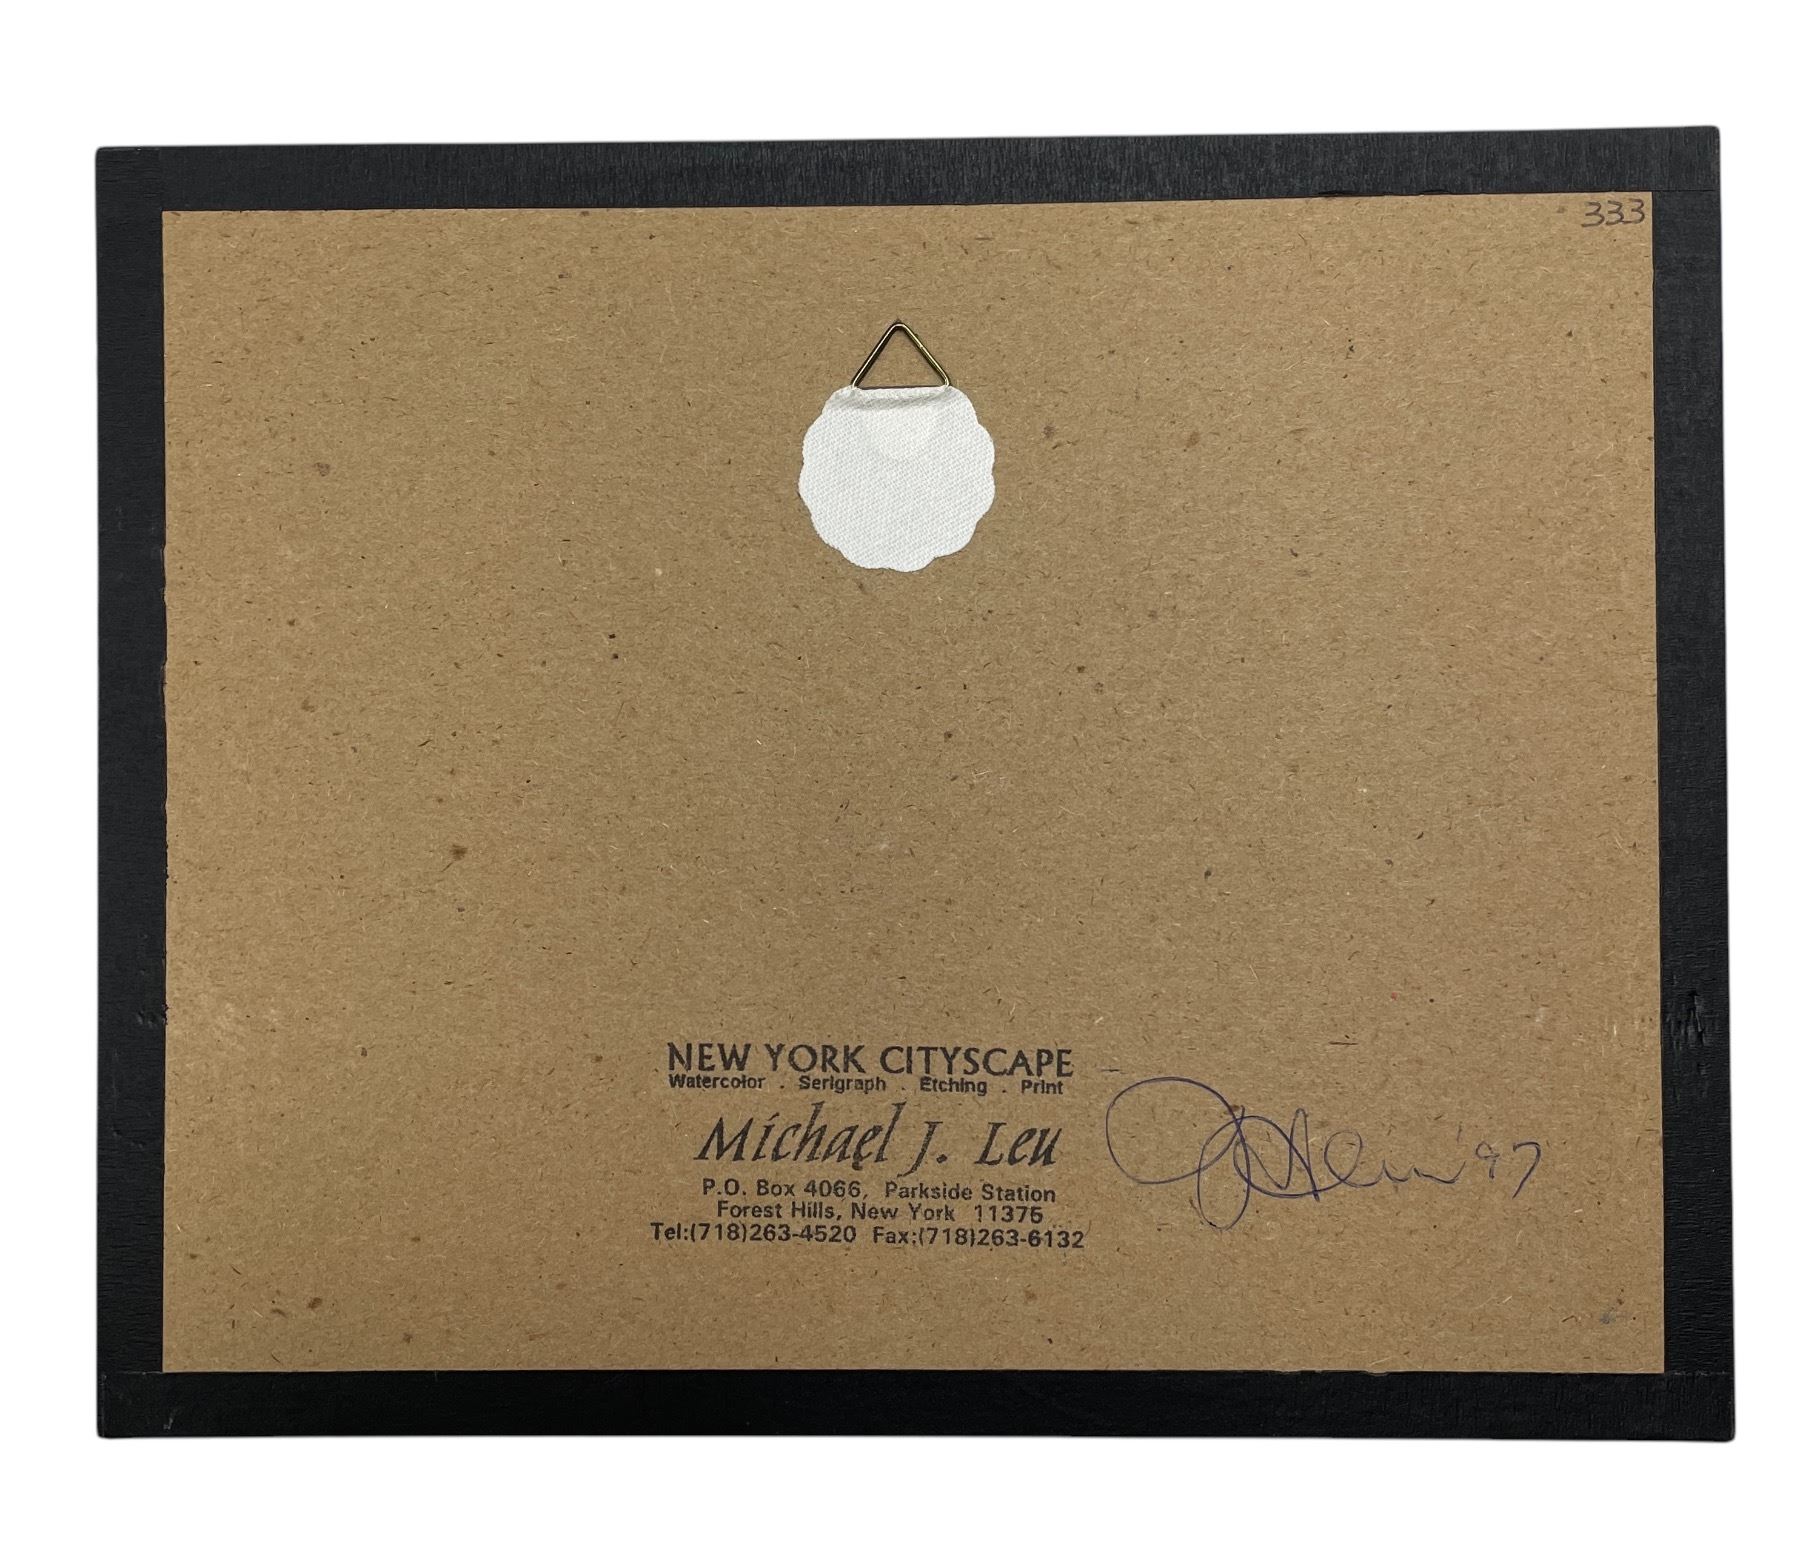 333
NEW YORK CITYSCAPE
Watercolor . Serigraph . Etching . Print
Michael J. Leu
P.O. Box 4066, Parkside Station
Forest Hills, New York 11375
Tel:(718)263-4520 Fax:(718)263-6132
'97